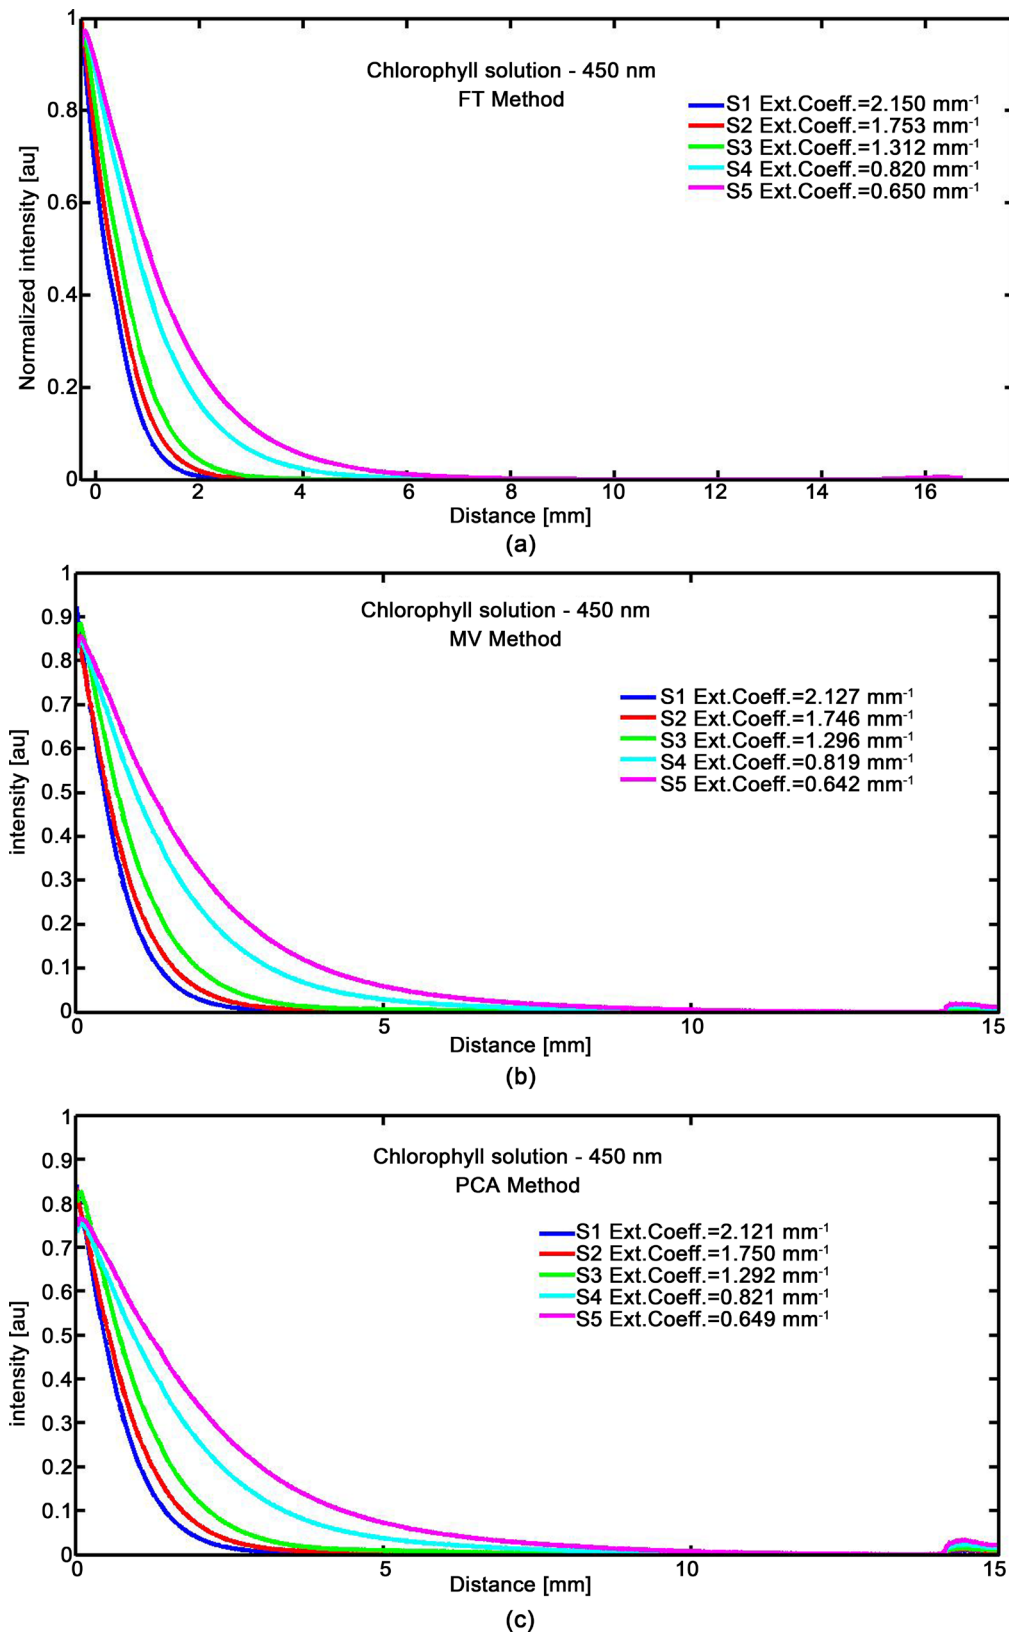 Chlorophyll solution - 450 nm
FT Method
S1 Ext.Coeff.=2.150 mm⁻¹
S2 Ext.Coeff.=1.753 mm⁻¹
S3 Ext.Coeff.=1.312 mm⁻¹
S4 Ext.Coeff.=0.820 mm⁻¹
S5 Ext.Coeff.=0.650 mm⁻¹
Normalized intensity [au]
1
0.8
0.6
0.4
0.2
0
0 2 4 6 8 10 12 14 16
Distance [mm]
(a)
Chlorophyll solution - 450 nm
MV Method
S1 Ext.Coeff.=2.127 mm⁻¹
S2 Ext.Coeff.=1.746 mm⁻¹
S3 Ext.Coeff.=1.296 mm⁻¹
S4 Ext.Coeff.=0.819 mm⁻¹
S5 Ext.Coeff.=0.642 mm⁻¹
intensity [au]
1
0.9
0.8
0.7
0.6
0.5
0.4
0.3
0.2
0.1
0
0 5 10 15
Distance [mm]
(b)
Chlorophyll solution - 450 nm
PCA Method
S1 Ext.Coeff.=2.121 mm⁻¹
S2 Ext.Coeff.=1.750 mm⁻¹
S3 Ext.Coeff.=1.292 mm⁻¹
S4 Ext.Coeff.=0.821 mm⁻¹
S5 Ext.Coeff.=0.649 mm⁻¹
intensity [au]
1
0.9
0.8
0.7
0.6
0.5
0.4
0.3
0.2
0.1
0
0 5 10 15
Distance [mm]
(c)